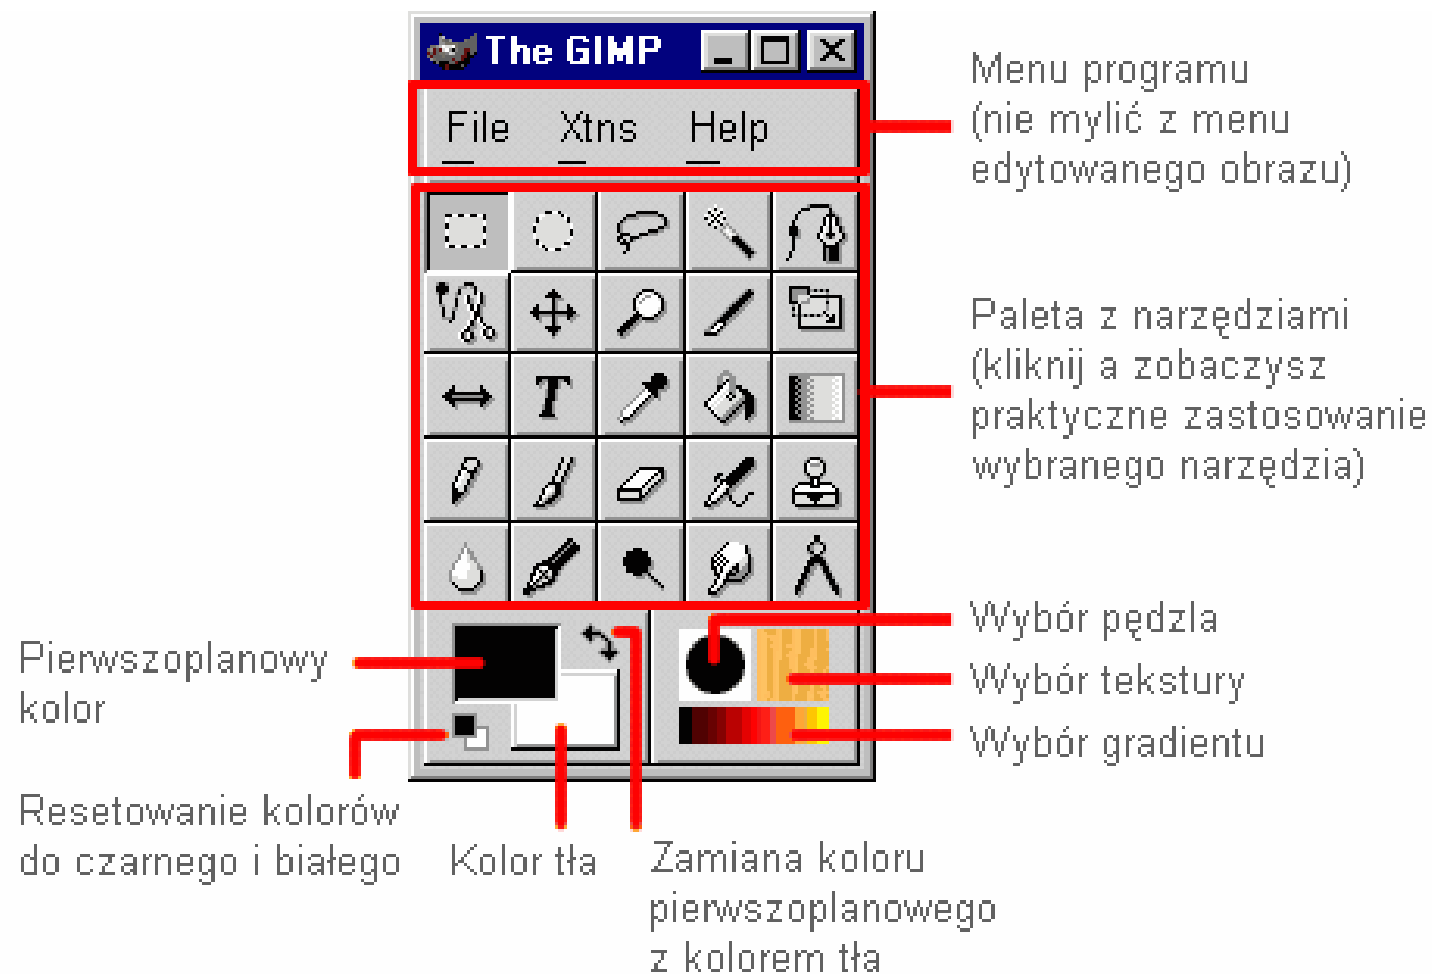 The GIMP
File Xtns Help
Menu programu
(nie mylić z menu
edytowanego obrazu)
Paleta z narzędziami
(kliknij a zobaczysz
praktyczne zastosowanie
wybranego narzędzia)
Wybór pędzla
Wybór tekstury
Wybór gradientu
Pierwszoplanowy
kolor
Resetowanie kolorów
do czarnego i białego
Kolor tła
Zamiana koloru
pierwszoplanowego
z kolorem tła